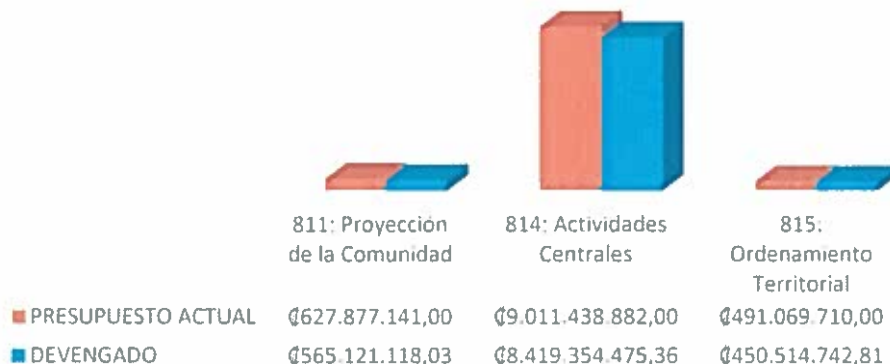 811: Proyección 814: Actividades 815:
de la Comunidad Centrales Ordenamiento
Territorial
PRESUPUESTO ACTUAL ₡627.877.141,00 ₡9.011.438.882,00 ₡491.069.710,00
DEVENGADO ₡565.121.118,03 ₡8.419.354.475,36 ₡450.514.742,81